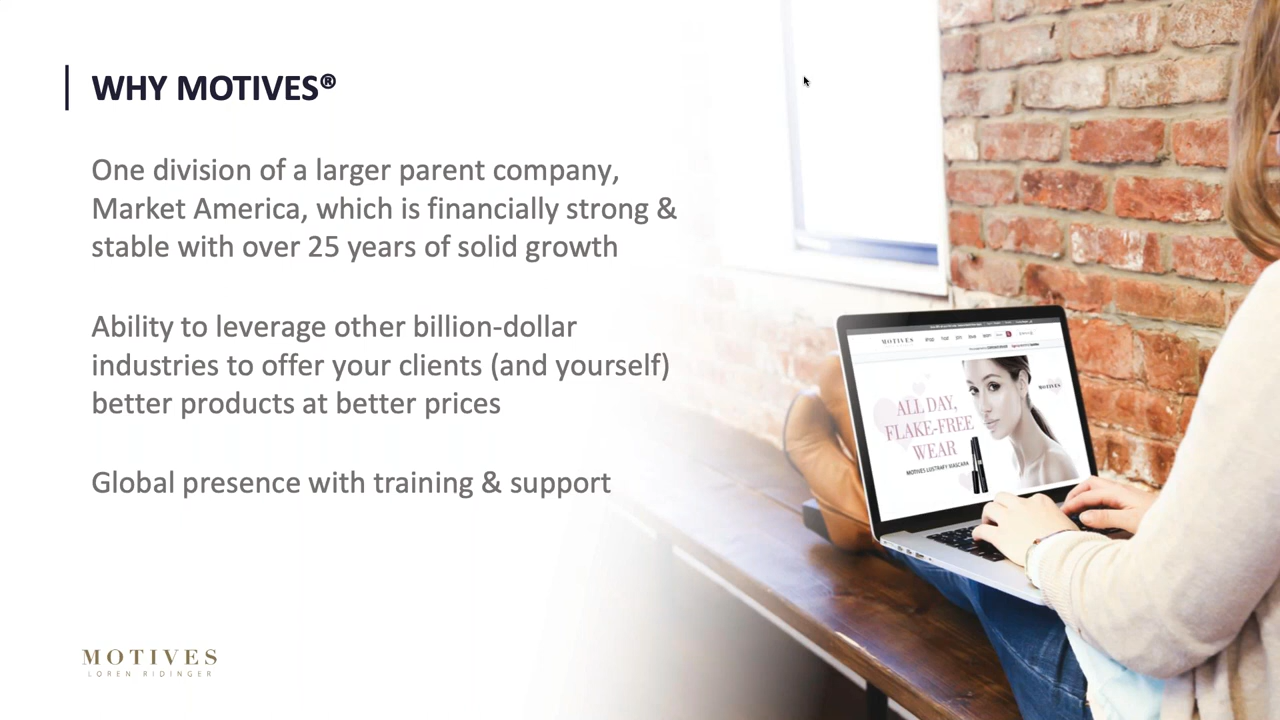 WHY MOTIVES®
One division of a larger parent company,
Market America, which is financially strong &
stable with over 25 years of solid growth
Ability to leverage other billion-dollar
industries to offer your clients (and yourself)
better products at better prices
Global presence with training & support
MOTIVES
LOREN RIDINGER
MOTIVES
MOTIVES
ALL DAY,
FLAKE-FREE
WEAR
MOTIVES LUSTRAFY MASCARA